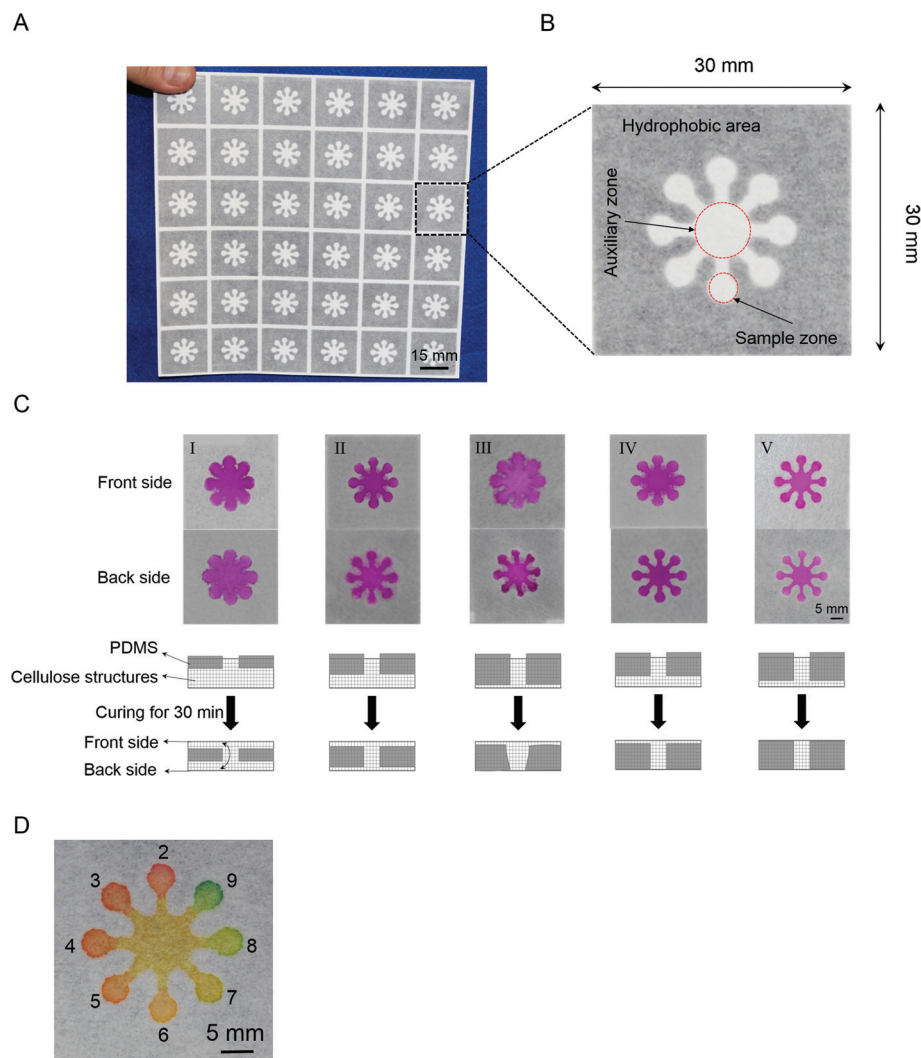 A
B
15 mm
30 mm
30 mm
Hydrophobic area
Auxiliary zone
Sample zone
C
I
II
III
IV
V
Front side
Back side
5 mm
PDMS
Cellulose structures
Curing for 30 min
Front side
Back side
D
2
3
9
4
8
5
7
6
5 mm